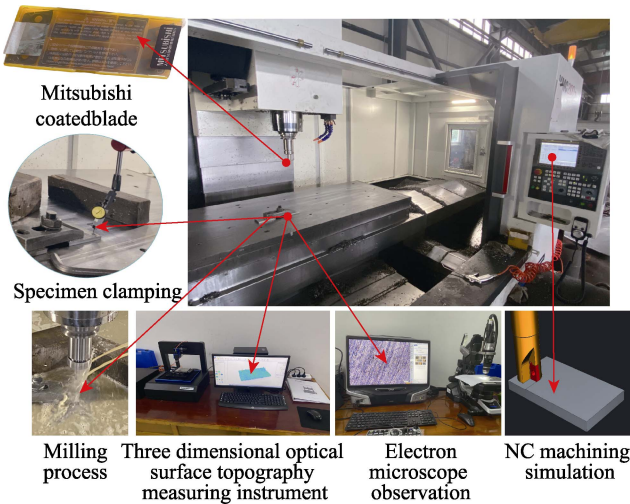 MITSUBISHI
Mitsubishi
coatedblade
Specimen clamping
Milling
process
Three dimensional optical
surface topography
measuring instrument
Electron
microscope
observation
NC machining
simulation